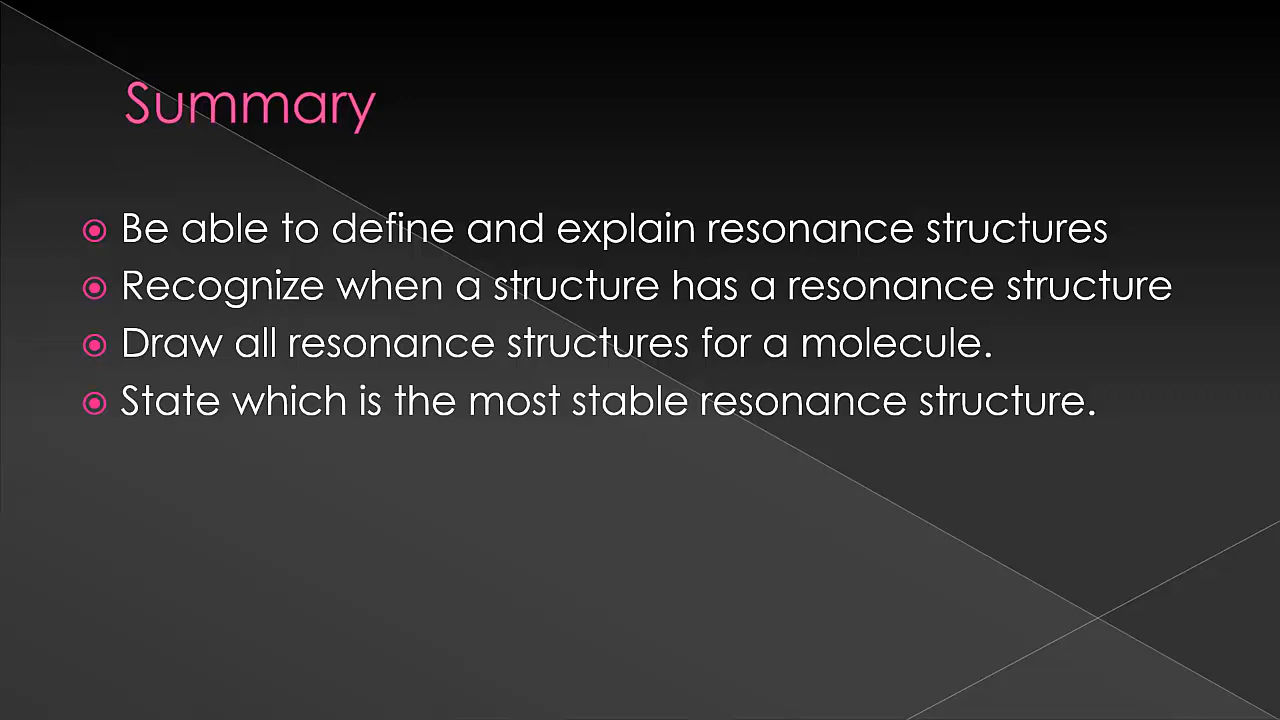 Summary
Be able to define and explain resonance structures
Recognize when a structure has a resonance structure
Draw all resonance structures for a molecule.
State which is the most stable resonance structure.